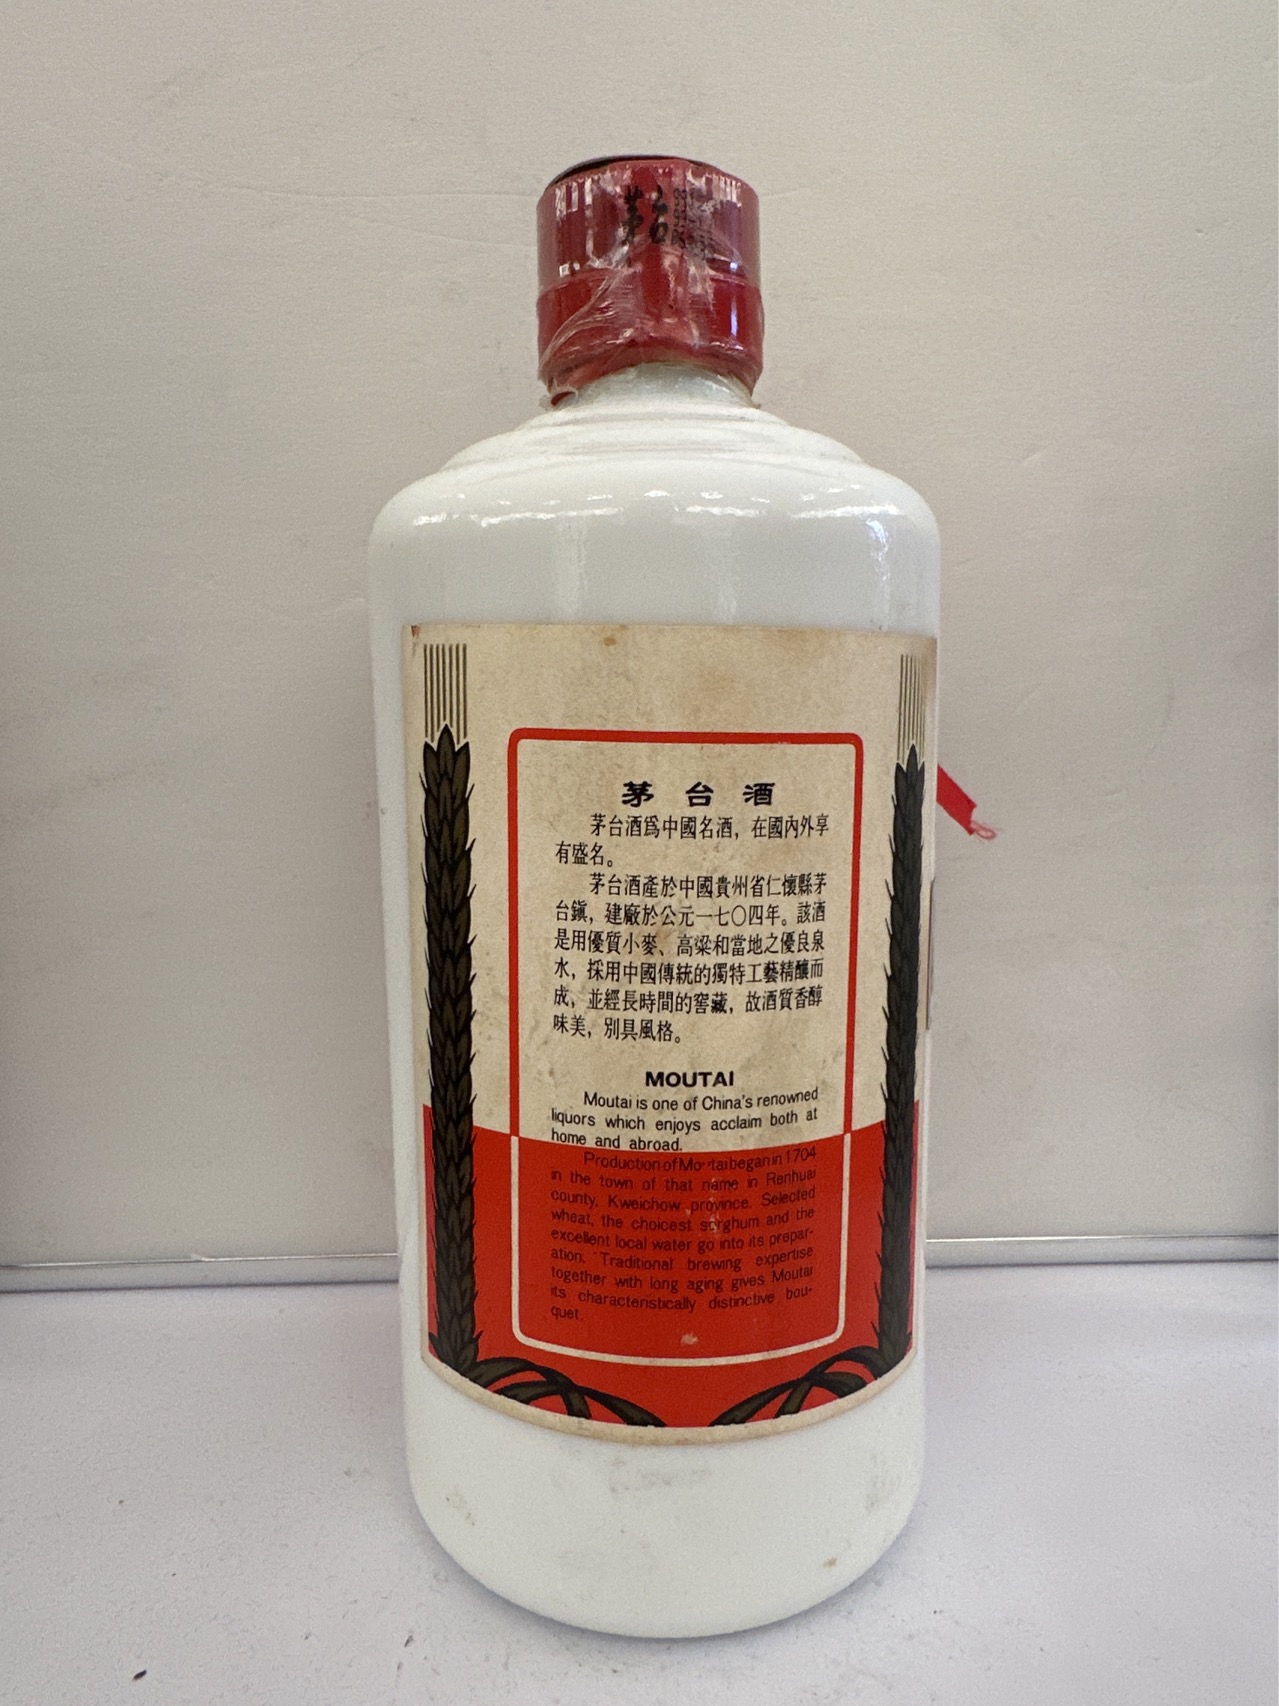 茅台
茅台酒
茅台酒爲中國名酒，在國內外享
有盛名。
茅台酒產於中國貴州省仁懷縣茅
台鎭，建廠於公元一七〇四年。該酒
是用優質小麥、高粱和當地之優良泉
水，採用中國傳統的獨特工藝精釀而
成，並經長時間的窖藏，故酒質香醇
味美，別具風格。
MOUTAI
Moutai is one of China's renowned
liquors which enjoys acclaim both at
home and abroad.
Production of Moutai began in 1704
in the town of that name in Renhuai
county, Kweichow province. Selected
wheat, the choicest sorghum and the
excellent local water go into its prepar-
ation. Traditional brewing expertise
together with long aging gives Moutai
its characteristically distinctive bou-
quet.